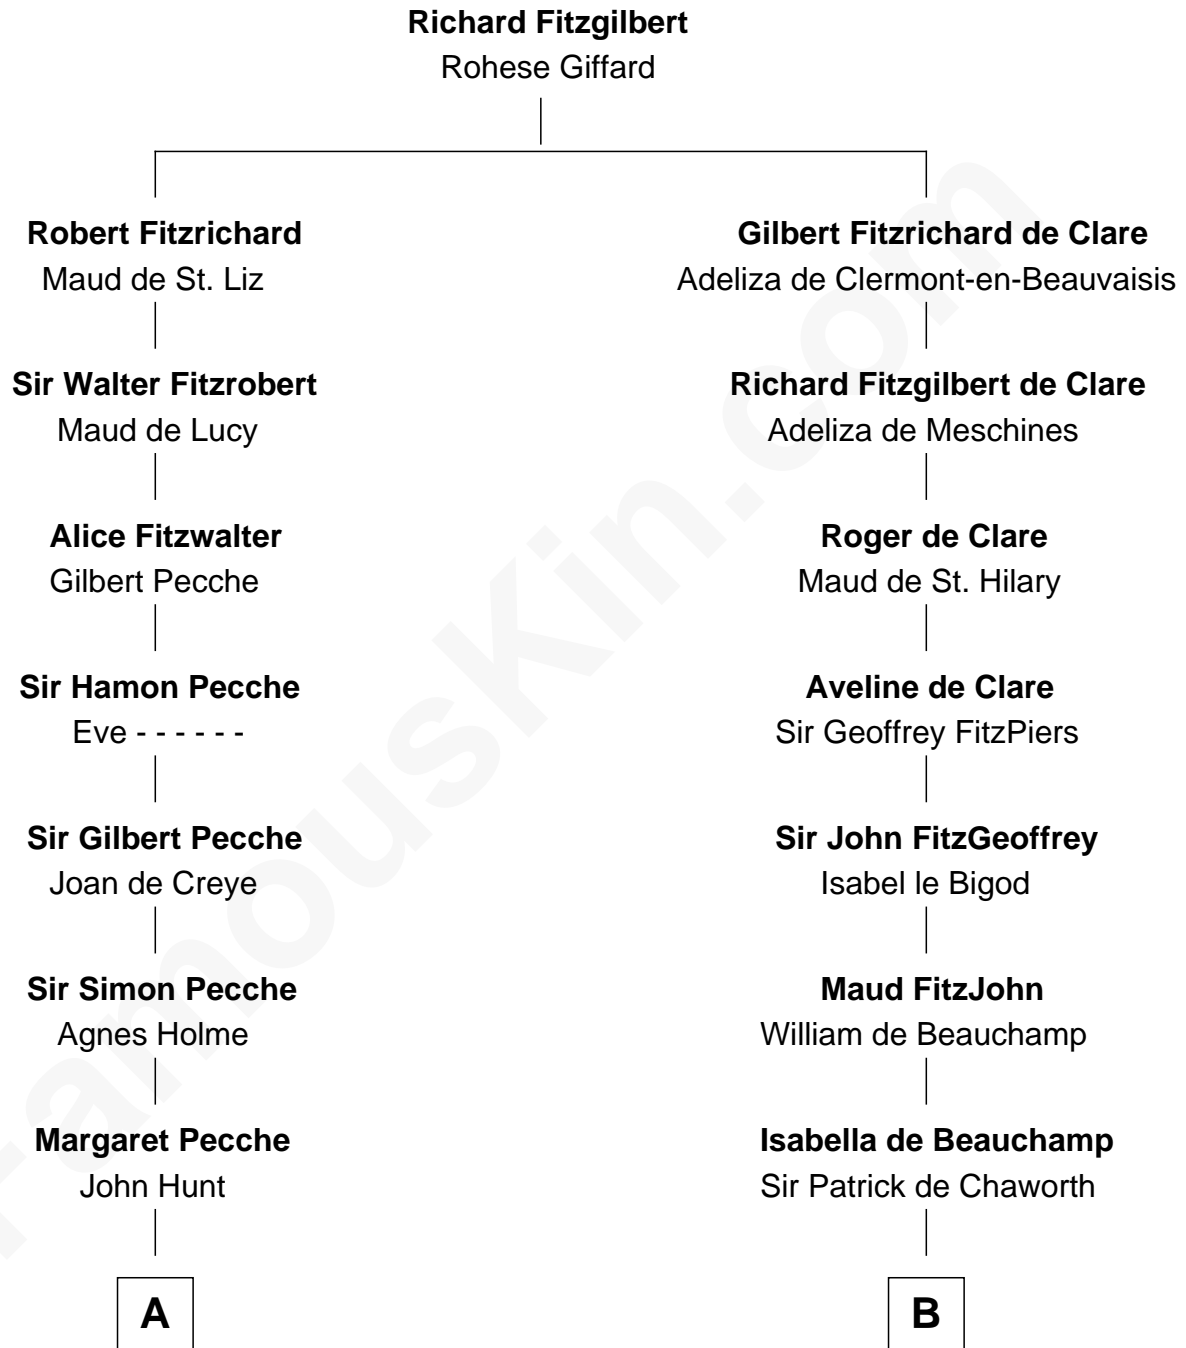 Richard Fitzgilbert
Rohese Giffard
Robert Fitzrichard
Maud de St. Liz
Gilbert Fitzrichard de Clare
Adeliza de Clermont-en-Beauvaisis
Sir Walter Fitzrobert
Maud de Lucy
Richard Fitzgilbert de Clare
Adeliza de Meschines
Alice Fitzwalter
Gilbert Pecche
Roger de Clare
Maud de St. Hilary
Sir Hamon Pecche
Eve - - - - - -
Aveline de Clare
Sir Geoffrey FitzPiers
Sir Gilbert Pecche
Joan de Creye
Sir John FitzGeoffrey
Isabel le Bigod
Sir Simon Pecche
Agnes Holme
Maud FitzJohn
William de Beauchamp
Margaret Pecche
John Hunt
Isabella de Beauchamp
Sir Patrick de Chaworth
A
B
FamousKin.com